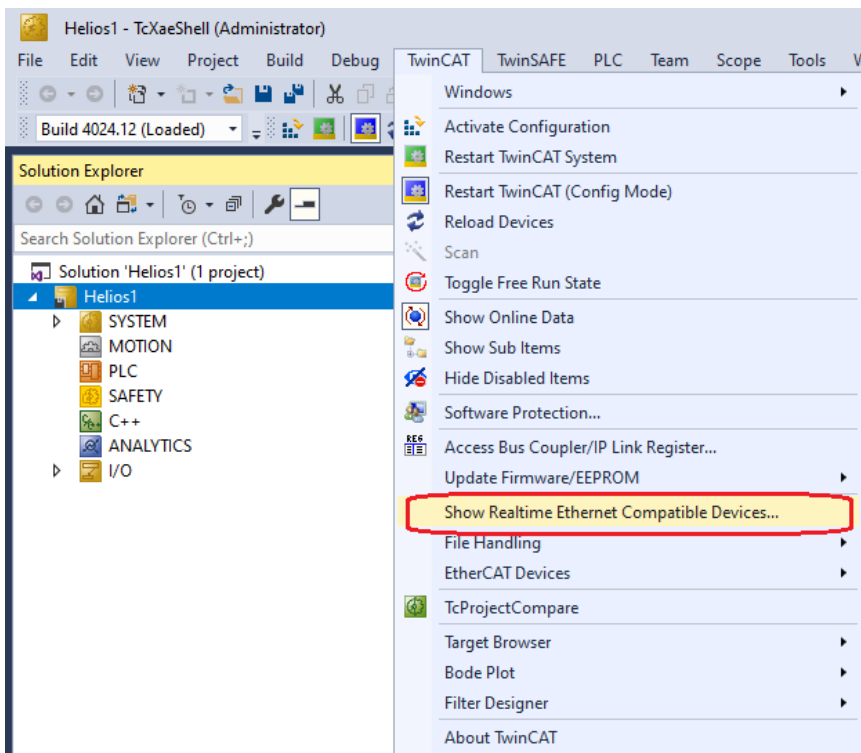 Helios1 - TcXaeShell (Administrator)
File Edit View Project Build Debug TwinCAT TwinSAFE PLC Team Scope Tools
Build 4024.12 (Loaded)
Solution Explorer
Search Solution Explorer (Ctrl+;)
Solution 'Helios1' (1 project)
Helios1
SYSTEM
MOTION
PLC
SAFETY
C++
ANALYTICS
I/O
Windows
Activate Configuration
Restart TwinCAT System
Restart TwinCAT (Config Mode)
Reload Devices
Scan
Toggle Free Run State
Show Online Data
Show Sub Items
Hide Disabled Items
Software Protection...
REG
Access Bus Coupler/IP Link Register...
Update Firmware/EEPROM
Show Realtime Ethernet Compatible Devices...
File Handling
EtherCAT Devices
TcProjectCompare
Target Browser
Bode Plot
Filter Designer
About TwinCAT